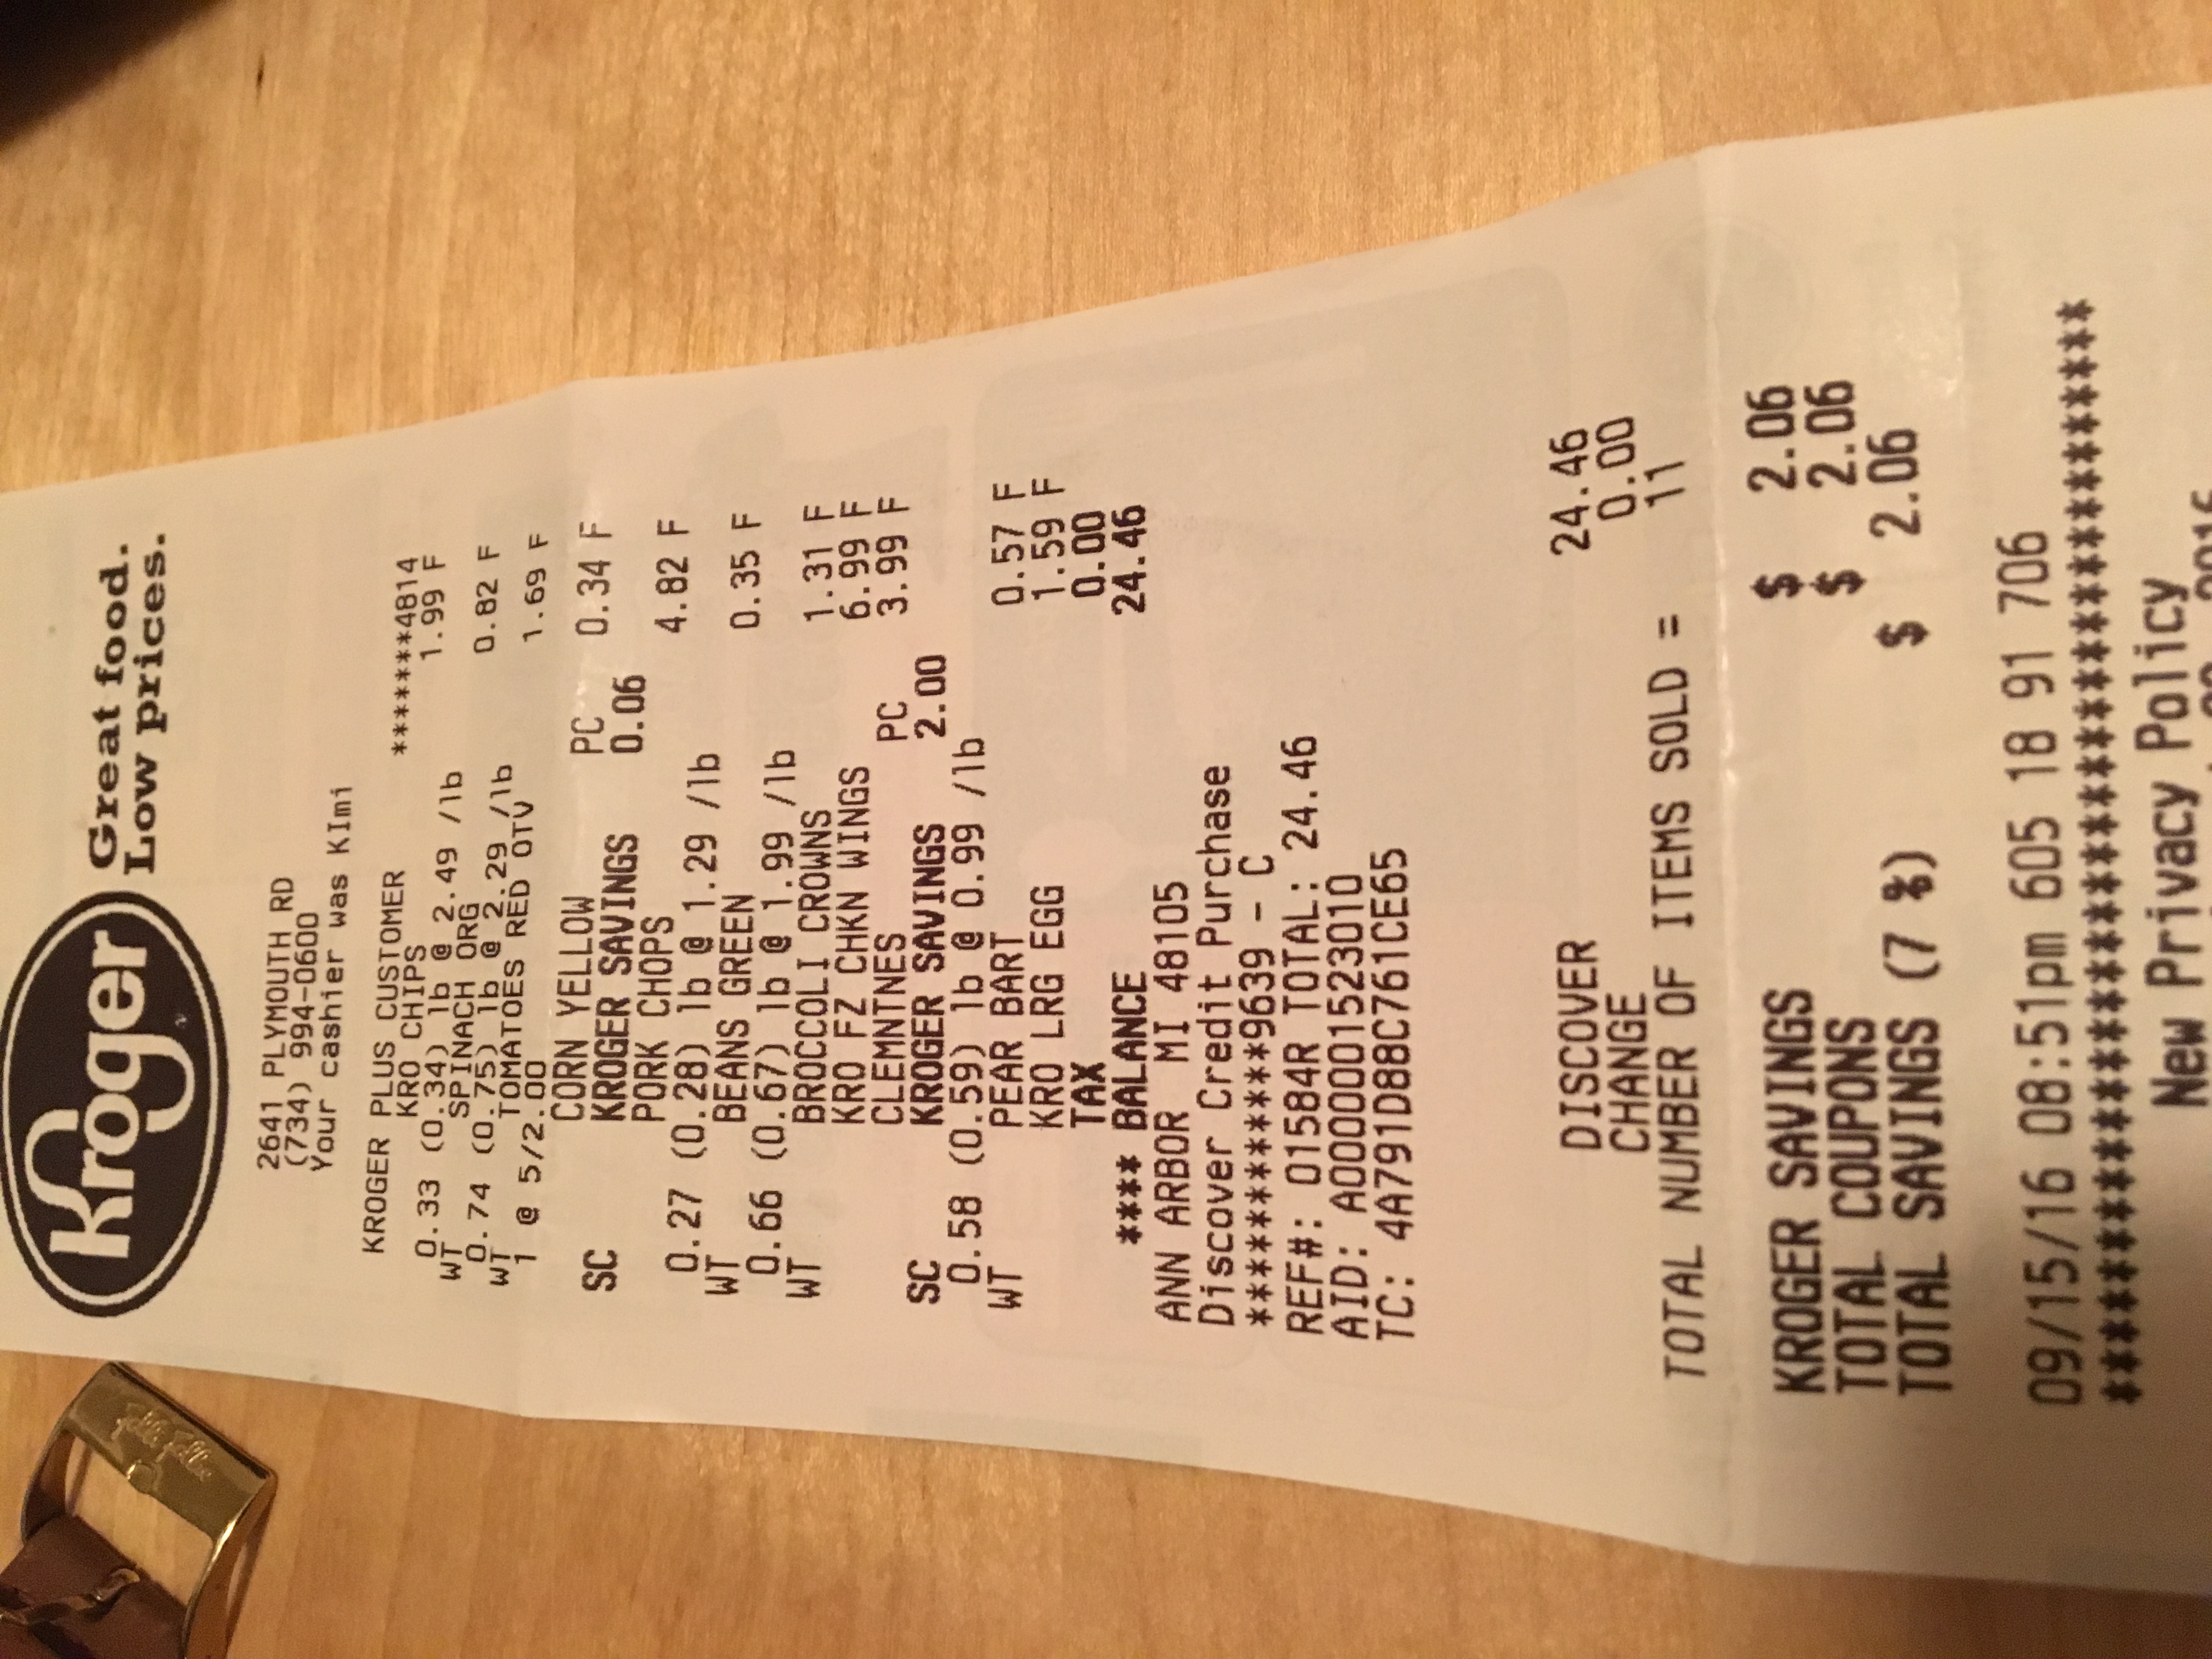 Kroger
Great food.
Low prices.
2641 PLYMOUTH RD
(734) 994-0600
Your cashier was KImi
KROGER PLUS CUSTOMER *******4814
KRO CHIPS 1.99 F
0.33 (0.34) lb @ 2.49 /lb
WT SPINACH ORG 0.82 F
0.74 (0.75) lb @ 2.29 /lb
WT TOMATOES RED OTV 1.69 F
1 @ 5/2.00
CORN YELLOW PC 0.34 F
SC KROGER SAVINGS 0.06
PORK CHOPS 4.82 F
0.27 (0.28) lb @ 1.29 /lb
WT BEANS GREEN 0.35 F
0.66 (0.67) lb @ 1.99 /lb
WT BROCCOLI CROWNS 1.31 F
KRO FZ CHKN WINGS 6.99 F
CLEMNTNES PC 3.99 F
SC KROGER SAVINGS 2.00
0.58 (0.59) lb @ 0.99 /lb
WT PEAR BART 0.57 F
KRO LRG EGG 1.59 F
TAX 0.00
**** BALANCE 24.46
ANN ARBOR MI 48105
Discover Credit Purchase
************9639 - C
REF#: 01584R TOTAL: 24.46
AID: A0000001523010
TC: 4A791D88C761CE65
DISCOVER 24.46
CHANGE 0.00
TOTAL NUMBER OF ITEMS SOLD = 11
KROGER SAVINGS $ 2.06
TOTAL COUPONS $ 2.06
TOTAL SAVINGS (7 %) $ 2.06
09/15/16 08:51pm 605 18 91 706
*************************************
New Privacy Policy
2016